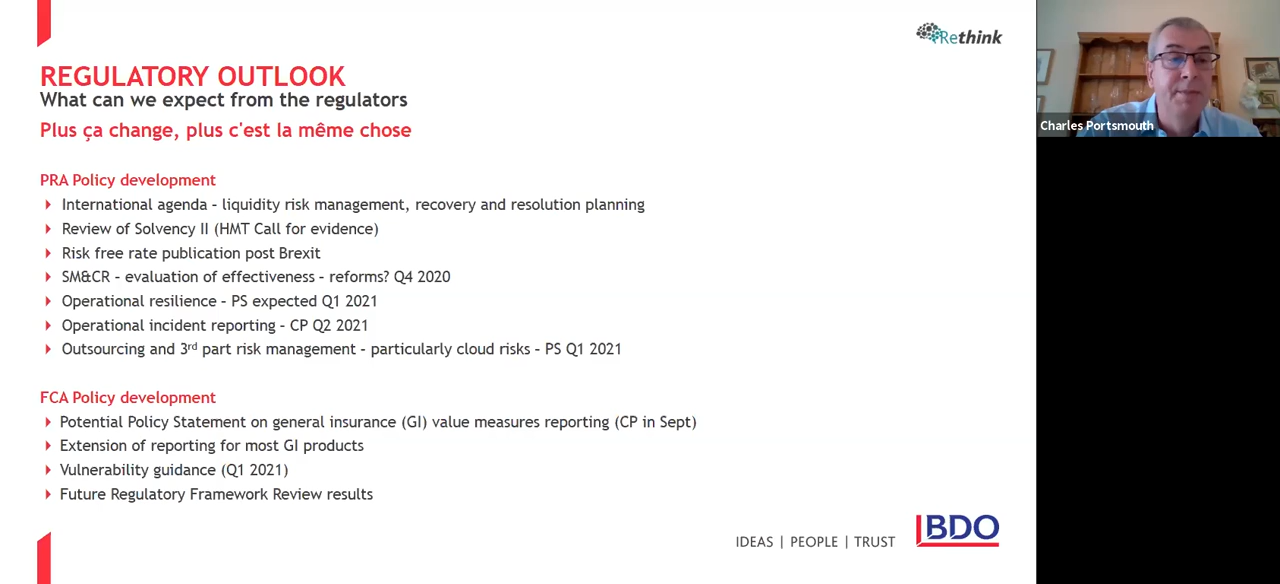 Rethink
REGULATORY OUTLOOK
What can we expect from the regulators
Plus ça change, plus c'est la même chose
PRA Policy development
International agenda - liquidity risk management, recovery and resolution planning
Review of Solvency II (HMT Call for evidence)
Risk free rate publication post Brexit
SM&CR - evaluation of effectiveness - reforms? Q4 2020
Operational resilience - PS expected Q1 2021
Operational incident reporting - CP Q2 2021
Outsourcing and 3rd part risk management - particularly cloud risks - PS Q1 2021
FCA Policy development
Potential Policy Statement on general insurance (GI) value measures reporting (CP in Sept)
Extension of reporting for most GI products
Vulnerability guidance (Q1 2021)
Future Regulatory Framework Review results
IDEAS | PEOPLE | TRUST
BDO
Charles Portsmouth